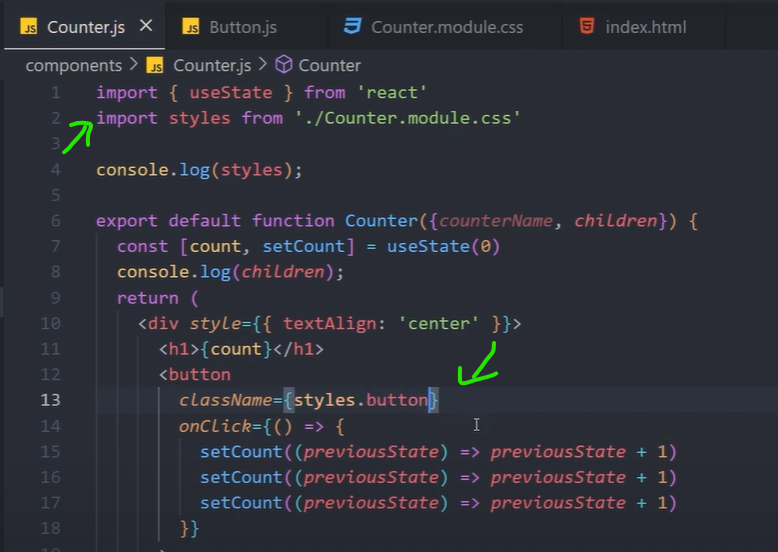 JS Counter.js × JS Button.js Counter.module.css index.html
components > JS Counter.js > Counter
1 import { useState } from 'react'
2 import styles from './Counter.module.css'
3
4 console.log(styles);
5
6 export default function Counter({counterName, children}) {
7 const [count, setCount] = useState(0)
8 console.log(children);
9 return (
10 <div style={{ textAlign: 'center' }}>
11 <h1>{count}</h1>
12 <button
13 className={styles.button}
14 onClick={() => {
15 setCount((previousState) => previousState + 1)
16 setCount((previousState) => previousState + 1)
17 setCount((previousState) => previousState + 1)
18 }}